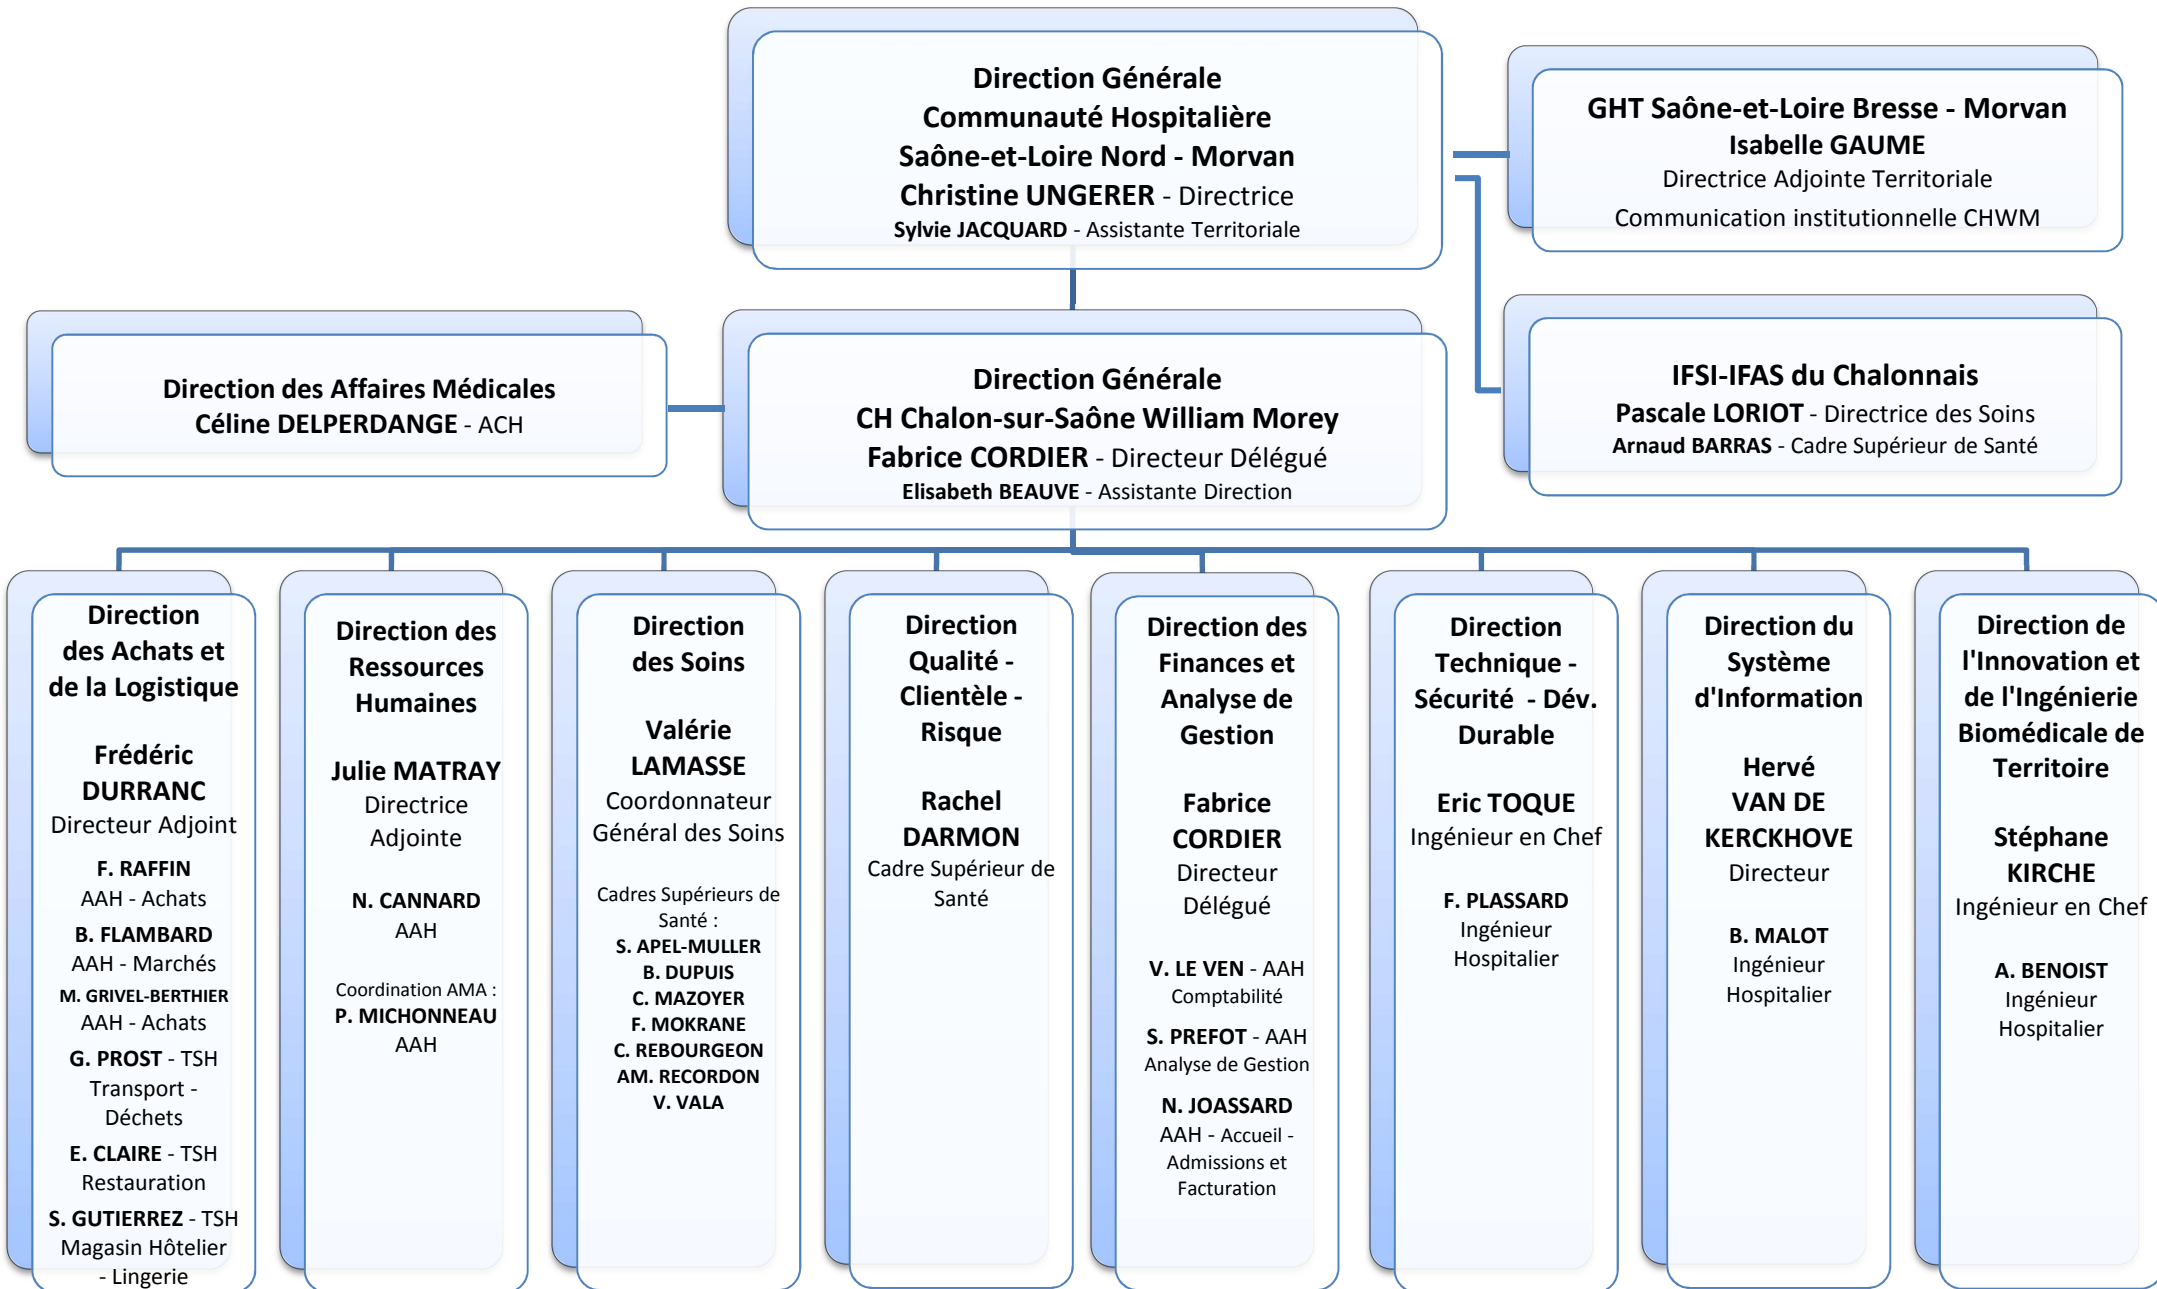 Direction Générale
Communauté Hospitalière
Saône-et-Loire Nord - Morvan
Christine UNGERER - Directrice
Sylvie JACQUARD - Assistante Territoriale
GHT Saône-et-Loire Bresse - Morvan
Isabelle GAUME
Directrice Adjointe Territoriale
Communication institutionnelle CHWM
Direction des Affaires Médicales
Céline DELPERDANGE - ACH
Direction Générale
CH Chalon-sur-Saône William Morey
Fabrice CORDIER - Directeur Délégué
Elisabeth BEAUVE - Assistante Direction
IFSI-IFAS du Chalonnais
Pascale LORIOT - Directrice des Soins
Arnaud BARRAS - Cadre Supérieur de Santé
Direction
des Achats et
de la Logistique
Frédéric
DURRANC
Directeur Adjoint
F. RAFFIN
AAH - Achats
B. FLAMBARD
AAH - Marchés
M. GRIVEL-BERTHIER
AAH - Achats
G. PROST - TSH
Transport -
Déchets
E. CLAIRE - TSH
Restauration
S. GUTIERREZ - TSH
Magasin Hôtelier
- Lingerie
Direction des
Ressources
Humaines
Julie MATRAY
Directrice
Adjointe
N. CANNARD
AAH
Coordination AMA :
P. MICHONNEAU
AAH
Direction
des Soins
Valérie
LAMASSE
Coordonnateur
Général des Soins
Cadres Supérieurs de
Santé :
S. APEL-MULLER
B. DUPUIS
C. MAZOYER
F. MOKRANE
C. REBOURGEON
AM. RECORDON
V. VALA
Direction
Qualité -
Clientèle -
Risque
Rachel
DARMON
Cadre Supérieur de
Santé
Direction des
Finances et
Analyse de
Gestion
Fabrice
CORDIER
Directeur
Délégué
V. LE VEN - AAH
Comptabilité
S. PREFOT - AAH
Analyse de Gestion
N. JOASSARD
AAH - Accueil -
Admissions et
Facturation
Direction
Technique -
Sécurité - Dév.
Durable
Eric TOQUE
Ingénieur en Chef
F. PLASSARD
Ingénieur
Hospitalier
Direction du
Système
d'Information
Hervé
VAN DE
KERCKHOVE
Directeur
B. MALOT
Ingénieur
Hospitalier
Direction de
l'Innovation et
de l'Ingénierie
Biomédicale de
Territoire
Stéphane
KIRCHE
Ingénieur en Chef
A. BENOIST
Ingénieur
Hospitalier